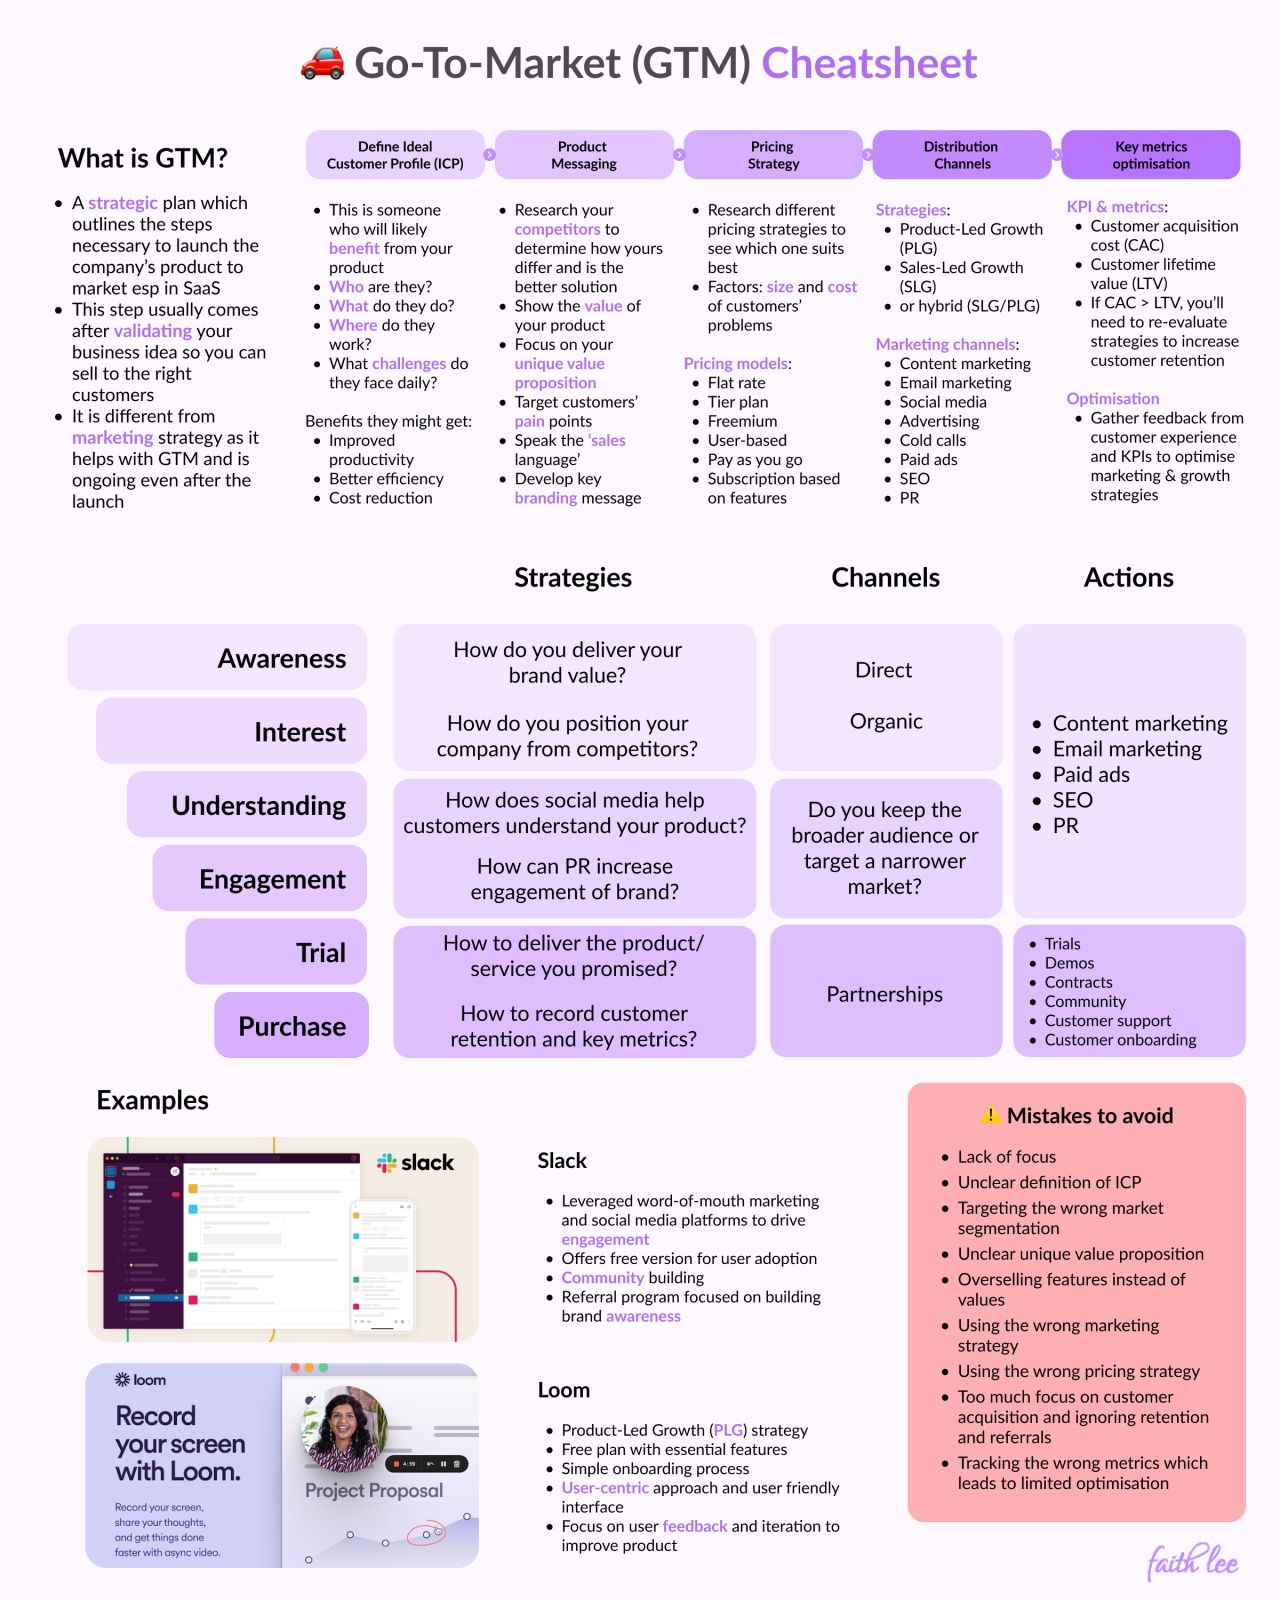 Go-To-Market (GTM) Cheatsheet
What is GTM?
• A strategic plan which
outlines the steps
necessary to launch the
company's product to
market esp in SaaS
• This step usually comes
after validating your
business idea so you can
sell to the right
customers
• It is different from
marketing strategy as it
helps with GTM and is
ongoing even after the
launch
Define Ideal
Customer Profile (ICP)
• This is someone
who will likely
benefit from your
product
• Who are they?
• What do they do?
• Where do they
work?
• What challenges do
they face daily?
Benefits they might get:
• Improved
productivity
• Better efficiency
• Cost reduction
Product
Messaging
• Research your
competitors to
determine how yours
differ and is the
better solution
• Show the value of
your product
• Focus on your
unique value
proposition
• Target customers'
pain points
• Speak the 'sales
language'
• Develop key
branding message
Pricing
Strategy
• Research different
pricing strategies to
see which one suits
best
• Factors: size and cost
of customers'
problems
Pricing models:
• Flat rate
• Tier plan
• Freemium
• User-based
• Pay as you go
• Subscription based
on features
Distribution
Channels
Strategies:
• Product-Led Growth
(PLG)
• Sales-Led Growth
(SLG)
• or hybrid (SLG/PLG)
Marketing channels:
• Content marketing
• Email marketing
• Social media
• Advertising
• Cold calls
• Paid ads
• SEO
• PR
Key metrics
optimisation
KPI & metrics:
• Customer acquisition
cost (CAC)
• Customer lifetime
value (LTV)
• If CAC > LTV, you'll
need to re-evaluate
strategies to increase
customer retention
Optimisation
• Gather feedback from
customer experience
and KPIs to optimise
marketing & growth
strategies
Strategies
Channels
Actions
Awareness
Interest
Understanding
Engagement
Trial
Purchase
How do you deliver your
brand value?
How do you position your
company from competitors?
How does social media help
customers understand your product?
How can PR increase
engagement of brand?
How to deliver the product/
service you promised?
How to record customer
retention and key metrics?
Direct
Organic
Do you keep the
broader audience or
target a narrower
market?
Partnerships
• Content marketing
• Email marketing
• Paid ads
• SEO
• PR
• Trials
• Demos
• Contracts
• Community
• Customer support
• Customer onboarding
Examples
slack
Slack
• Leveraged word-of-mouth marketing
and social media platforms to drive
engagement
• Offers free version for user adoption
• Community building
• Referral program focused on building
brand awareness
loom
Record
your screen
with Loom.
Record your screen,
share your thoughts,
and get things done
faster with async video.
4:59
Project Proposal
Loom
• Product-Led Growth (PLG) strategy
• Free plan with essential features
• Simple onboarding process
• User-centric approach and user friendly
interface
• Focus on user feedback and iteration to
improve product
Mistakes to avoid
• Lack of focus
• Unclear definition of ICP
• Targeting the wrong market
segmentation
• Unclear unique value proposition
• Overselling features instead of
values
• Using the wrong marketing
strategy
• Using the wrong pricing strategy
• Too much focus on customer
acquisition and ignoring retention
and referrals
• Tracking the wrong metrics which
leads to limited optimisation
faith lee